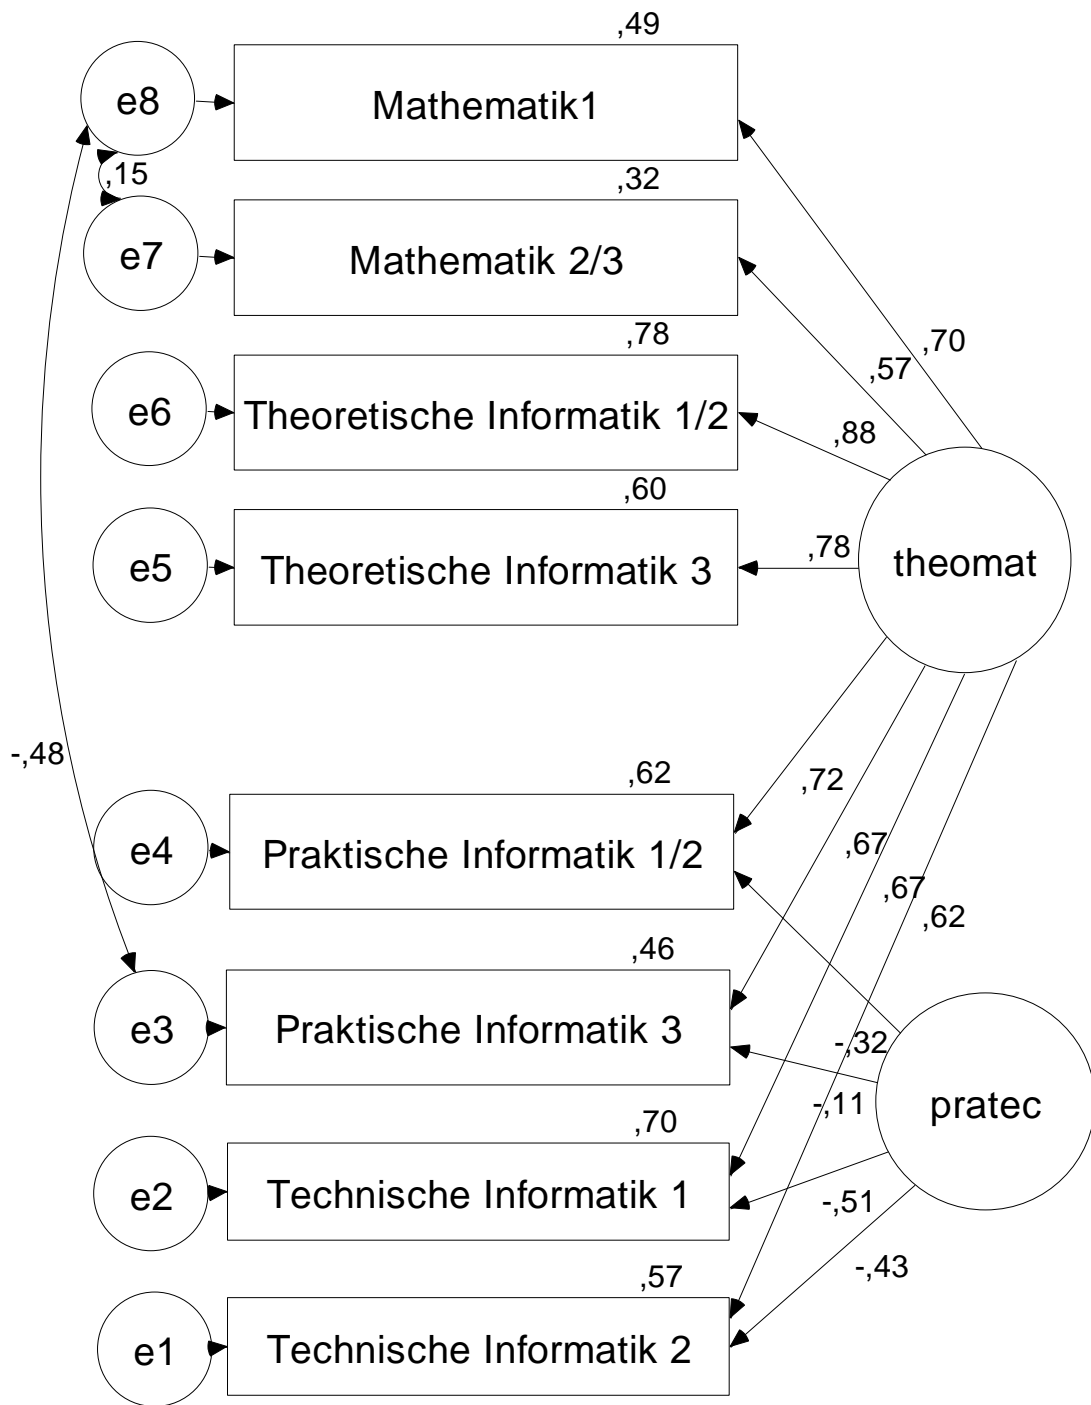 ,49
e8
Mathematik1
,15
,32
e7
Mathematik 2/3
,78
,70
,57
e6
Theoretische Informatik 1/2
,88
,60
,78
theomat
e5
Theoretische Informatik 3
-,48
,62
,72
e4
Praktische Informatik 1/2
,67
,67
,62
,46
e3
Praktische Informatik 3
-,32
-,11
pratec
,70
e2
Technische Informatik 1
-,51
-,43
,57
e1
Technische Informatik 2